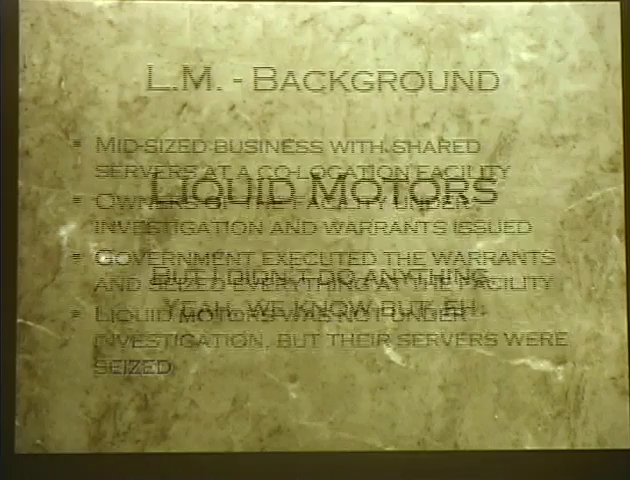 L.M. - BACKGROUND
▪ MID-SIZED BUSINESS WITH SHARED
SERVERS AT A CO-LOCATION FACILITY
LIQUID MOTORS
▪ OWNERS OF THE FACILITY UNDER
INVESTIGATION AND WARRANTS ISSUED
▪ GOVERNMENT EXECUTED THE WARRANTS
AND SEIZED EVERYTHING AT THE FACILITY
BUT I DIDN'T DO ANYTHING
YEAH, WE KNOW BUT, EH.
▪ LIQUID MOTORS WAS NOT UNDER
INVESTIGATION, BUT THEIR SERVERS WERE
SEIZED